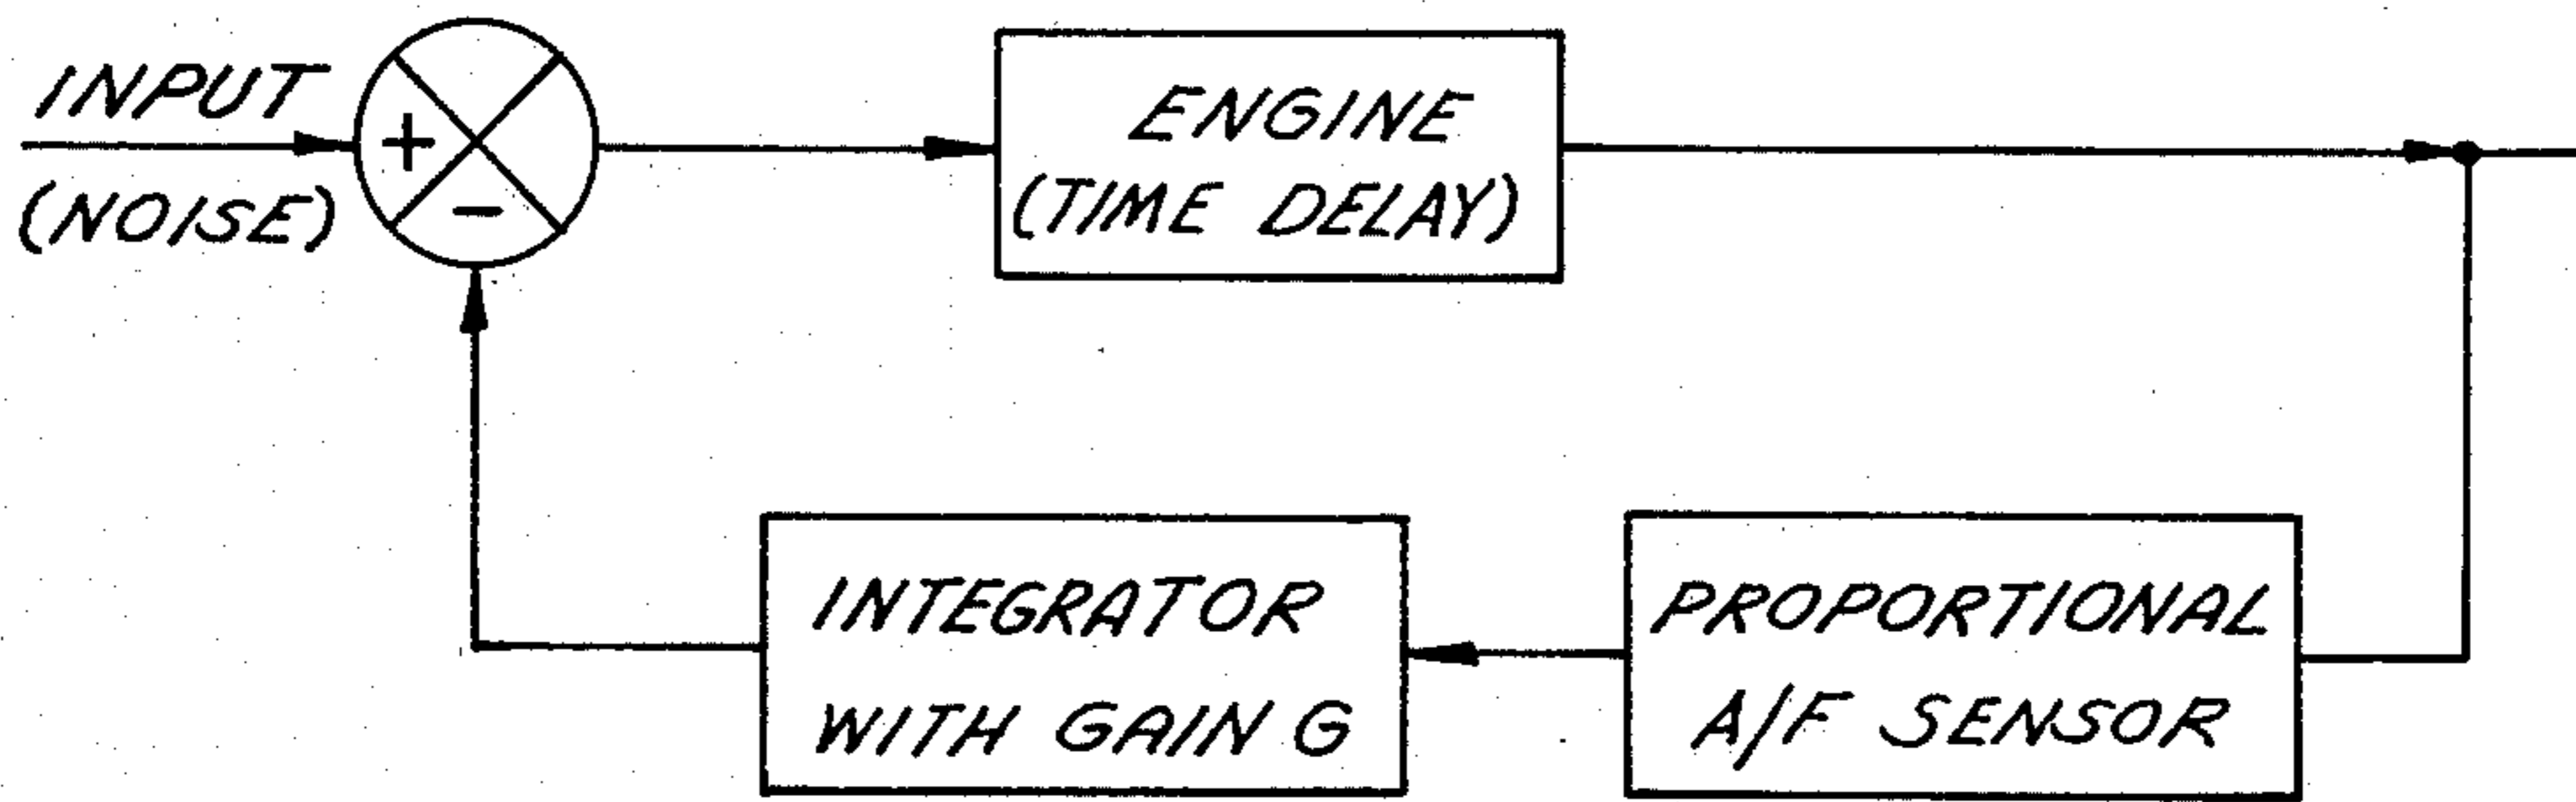 INPUT
(NOISE)
+
-
ENGINE
(TIME DELAY)
INTEGRATOR
WITH GAIN G
PROPORTIONAL
A/F SENSOR